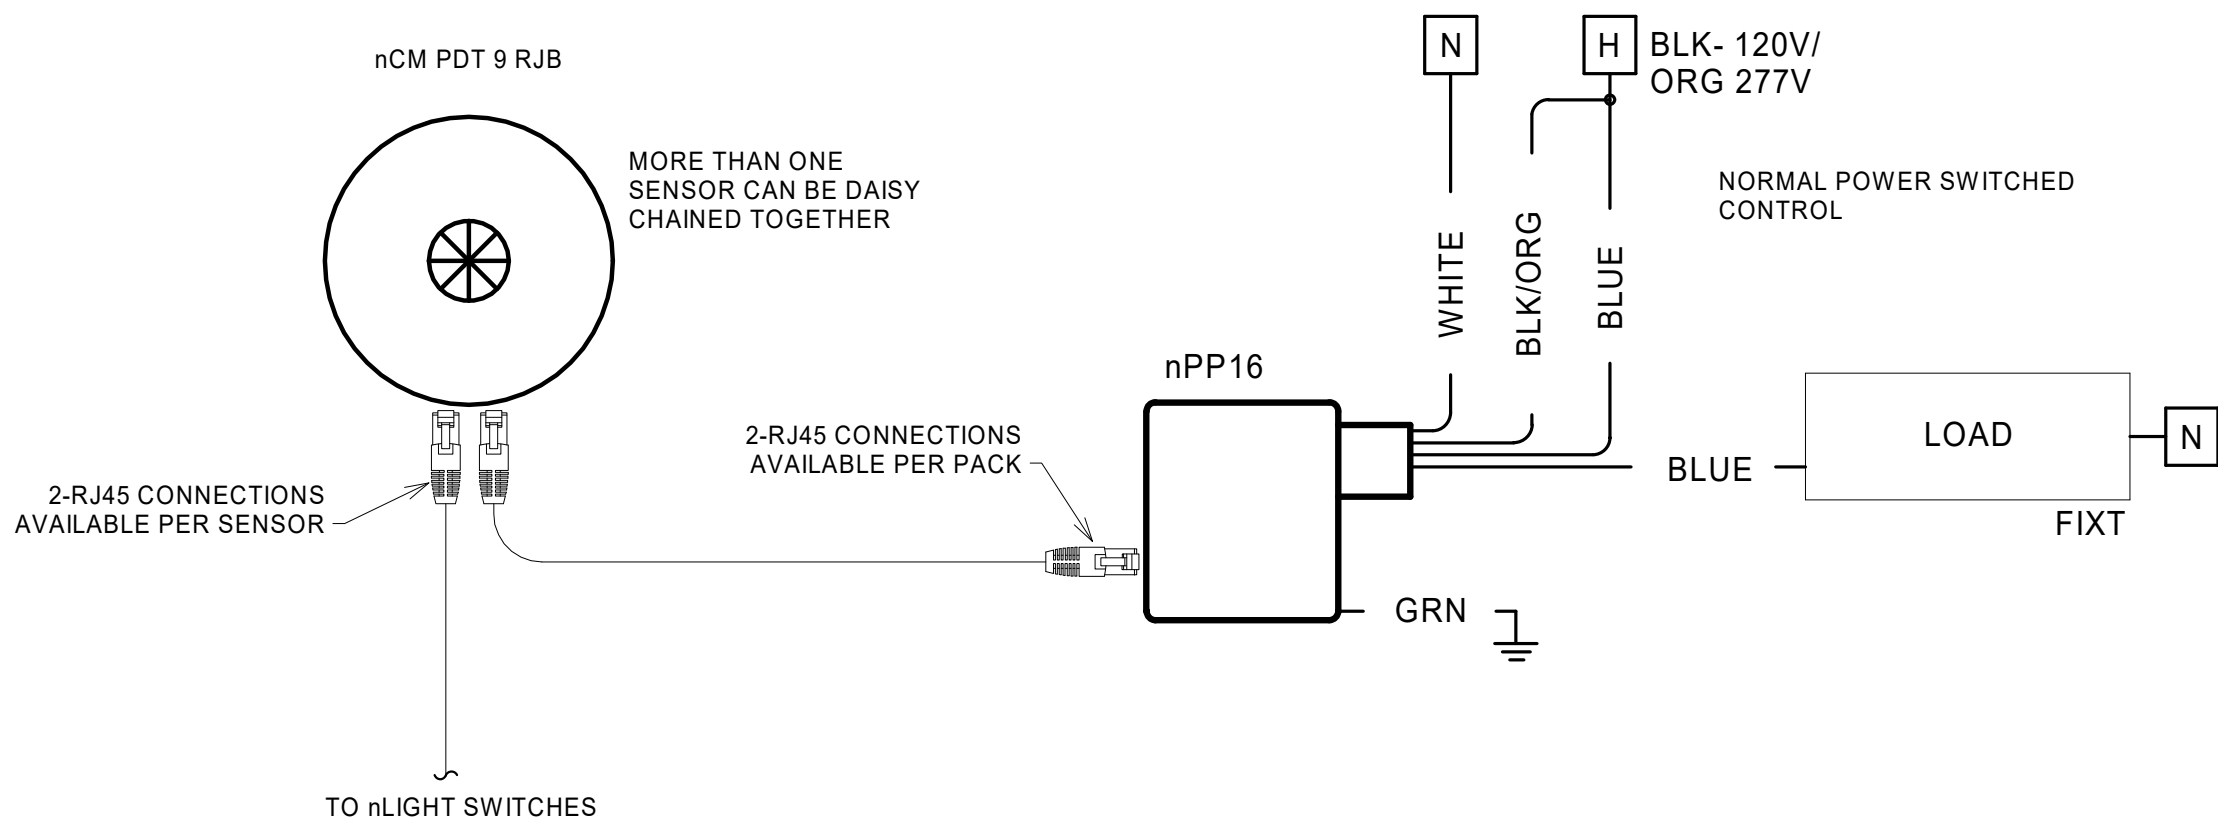 nCM PDT 9 RJB
MORE THAN ONE
SENSOR CAN BE DAISY
CHAINED TOGETHER
2-RJ45 CONNECTIONS
AVAILABLE PER SENSOR
TO nLIGHT SWITCHES
2-RJ45 CONNECTIONS
AVAILABLE PER PACK
nPP16
N
H
BLK- 120V/
ORG 277V
NORMAL POWER SWITCHED
CONTROL
WHITE
BLK/ORG
BLUE
BLUE
LOAD
N
FIXT
GRN